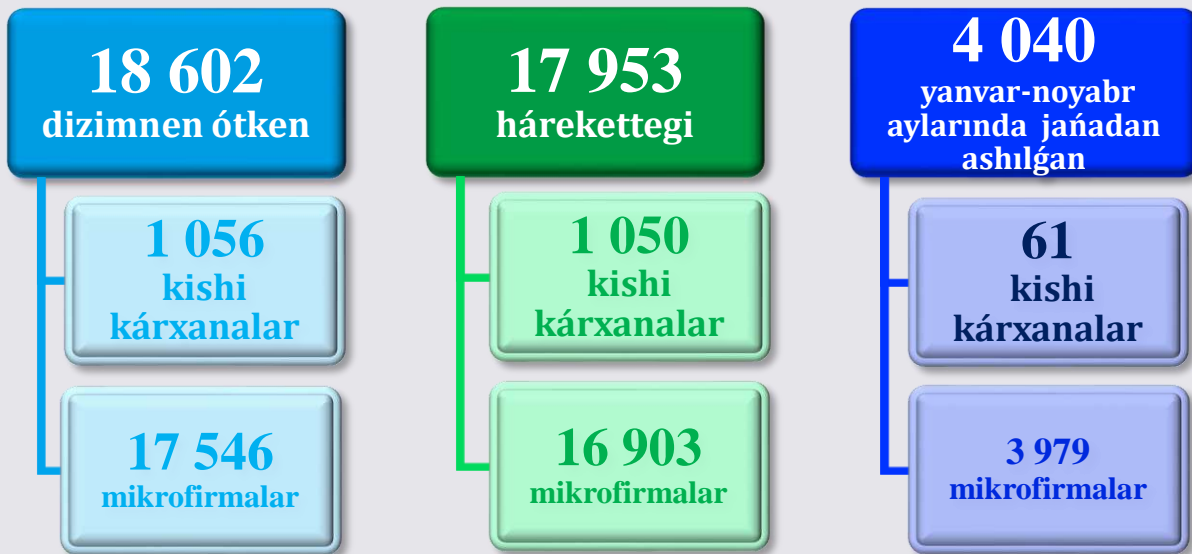 18 602
dizimnen ótken
1 056
kishi
kárxanalar
17 546
mikrofirmalar
17 953
hárekettegi
1 050
kishi
kárxanalar
16 903
mikrofirmalar
4 040
yanvar-noyabr
aylarında jańadan
ashılǵan
61
kishi
kárxanalar
3 979
mikrofirmalar